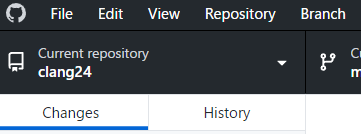 File Edit View Repository Branch
Current repository
clang24
Changes History